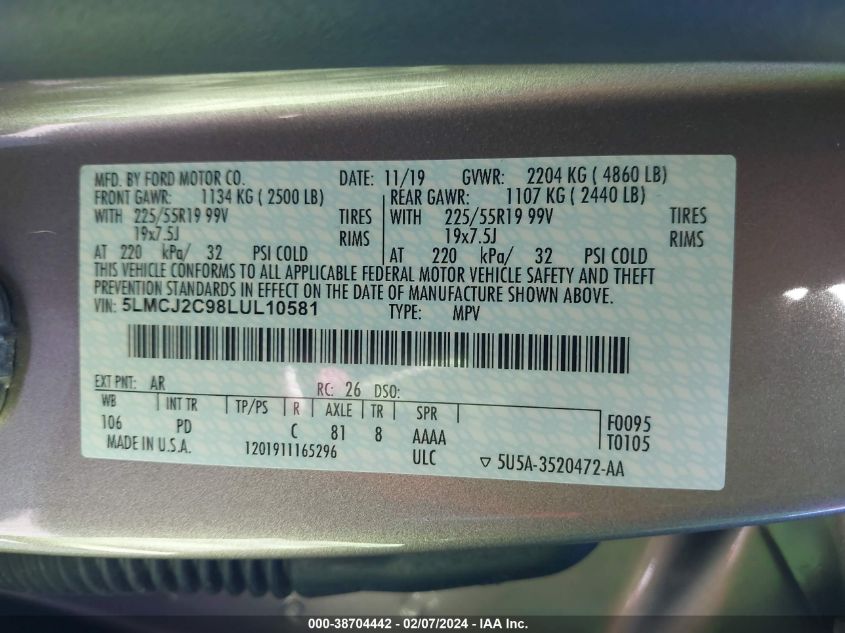 MFD. BY FORD MOTOR CO. DATE: 11/19 GVWR: 2204 KG ( 4860 LB)
FRONT GAWR: 1134 KG ( 2500 LB) REAR GAWR: 1107 KG ( 2440 LB)
WITH 225/55R19 99V TIRES WITH 225/55R19 99V TIRES
19x7.5J RIMS 19x7.5J RIMS
AT 220 kPa/ 32 PSI COLD AT 220 kPa/ 32 PSI COLD
THIS VEHICLE CONFORMS TO ALL APPLICABLE FEDERAL MOTOR VEHICLE SAFETY AND THEFT
PREVENTION STANDARDS IN EFFECT ON THE DATE OF MANUFACTURE SHOWN ABOVE.
VIN: 5LMCJ2C98LUL10581 TYPE: MPV
EXT PNT: AR RC: 26 DSO:
WB INT TR TP/PS R AXLE TR SPR F0095
106 PD C 81 8 AAAA T0105
MADE IN U.S.A. 1201911165296 ULC ▽ 5U5A-3520472-AA
000-38704442 - 02/07/2024 - U IAA, Inc.